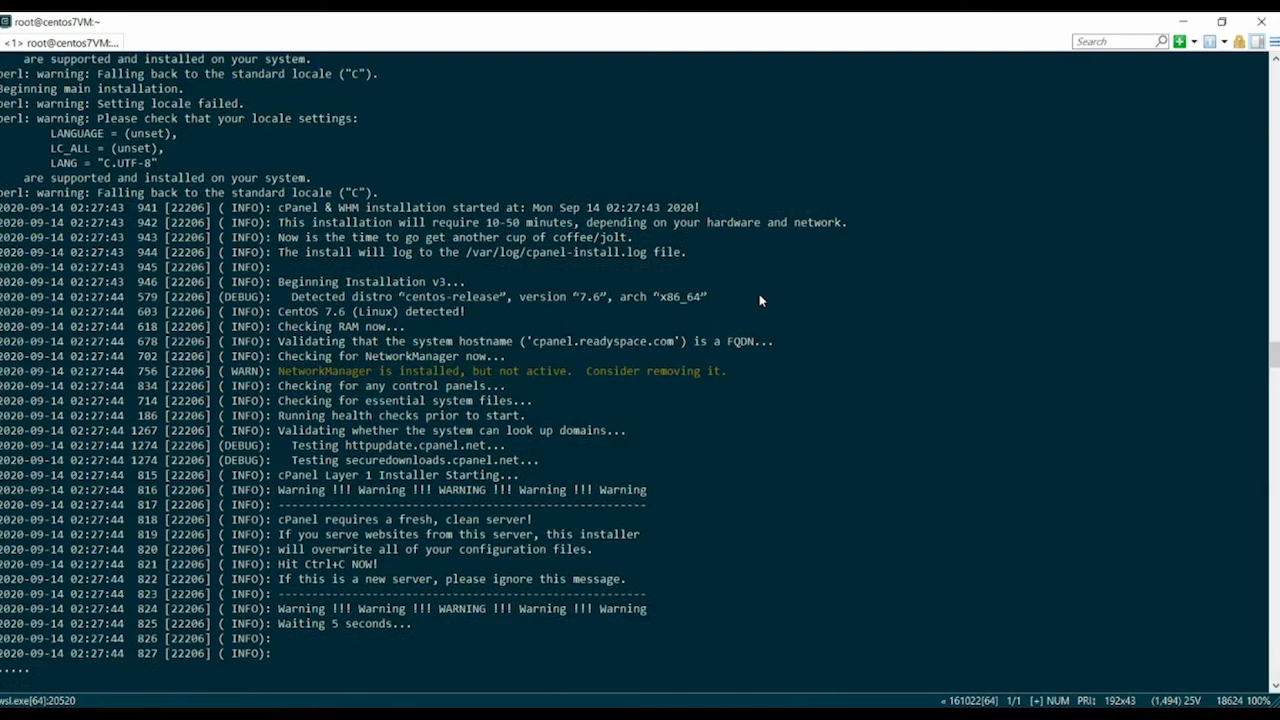 root@centos7VM:~
<1> root@centos7VM:...
Search
are supported and installed on your system.
perl: warning: Falling back to the standard locale ("C").
Beginning main installation.
perl: warning: Setting locale failed.
perl: warning: Please check that your locale settings:
LANGUAGE = (unset),
LC_ALL = (unset),
LANG = "C.UTF-8"
are supported and installed on your system.
perl: warning: Falling back to the standard locale ("C").
2020-09-14 02:27:43  941 [22206] ( INFO): cPanel & WHM installation started at: Mon Sep 14 02:27:43 2020!
2020-09-14 02:27:43  942 [22206] ( INFO): This installation will require 10-50 minutes, depending on your hardware and network.
2020-09-14 02:27:43  943 [22206] ( INFO): Now is the time to go get another cup of coffee/jolt.
2020-09-14 02:27:43  944 [22206] ( INFO): The install will log to the /var/log/cpanel-install.log file.
2020-09-14 02:27:43  945 [22206] ( INFO):
2020-09-14 02:27:43  946 [22206] ( INFO): Beginning Installation v3...
2020-09-14 02:27:44  579 [22206] (DEBUG):   Detected distro “centos-release”, version “7.6”, arch “x86_64”
2020-09-14 02:27:44  603 [22206] ( INFO): CentOS 7.6 (Linux) detected!
2020-09-14 02:27:44  618 [22206] ( INFO): Checking RAM now...
2020-09-14 02:27:44  678 [22206] ( INFO): Validating that the system hostname ('cpanel.readyspace.com') is a FQDN...
2020-09-14 02:27:44  702 [22206] ( INFO): Checking for NetworkManager now...
2020-09-14 02:27:44  756 [22206] ( WARN): NetworkManager is installed, but not active.  Consider removing it.
2020-09-14 02:27:44  834 [22206] ( INFO): Checking for any control panels...
2020-09-14 02:27:44  714 [22206] ( INFO): Checking for essential system files...
2020-09-14 02:27:44  186 [22206] ( INFO): Running health checks prior to start.
2020-09-14 02:27:44 1267 [22206] ( INFO): Validating whether the system can look up domains...
2020-09-14 02:27:44 1274 [22206] (DEBUG):   Testing httpupdate.cpanel.net...
2020-09-14 02:27:44 1274 [22206] (DEBUG):   Testing securedownloads.cpanel.net...
2020-09-14 02:27:44  815 [22206] ( INFO): cPanel Layer 1 Installer Starting...
2020-09-14 02:27:44  816 [22206] ( INFO): Warning !!! Warning !!! WARNING !!! Warning !!! Warning
2020-09-14 02:27:44  817 [22206] ( INFO): -------------------------------------------------------
2020-09-14 02:27:44  818 [22206] ( INFO): cPanel requires a fresh, clean server!
2020-09-14 02:27:44  819 [22206] ( INFO): If you serve websites from this server, this installer
2020-09-14 02:27:44  820 [22206] ( INFO): will overwrite all of your configuration files.
2020-09-14 02:27:44  821 [22206] ( INFO): Hit Ctrl+C NOW!
2020-09-14 02:27:44  822 [22206] ( INFO): If this is a new server, please ignore this message.
2020-09-14 02:27:44  823 [22206] ( INFO): -------------------------------------------------------
2020-09-14 02:27:44  824 [22206] ( INFO): Warning !!! Warning !!! WARNING !!! Warning !!! Warning
2020-09-14 02:27:44  825 [22206] ( INFO): Waiting 5 seconds...
2020-09-14 02:27:44  826 [22206] ( INFO):
2020-09-14 02:27:44  827 [22206] ( INFO):
.....
wsl.exe[64]:20520 « 161022[64] 1/1 [+] NUM PRI↕ 192x43 (1,494) 25V 18624 100%